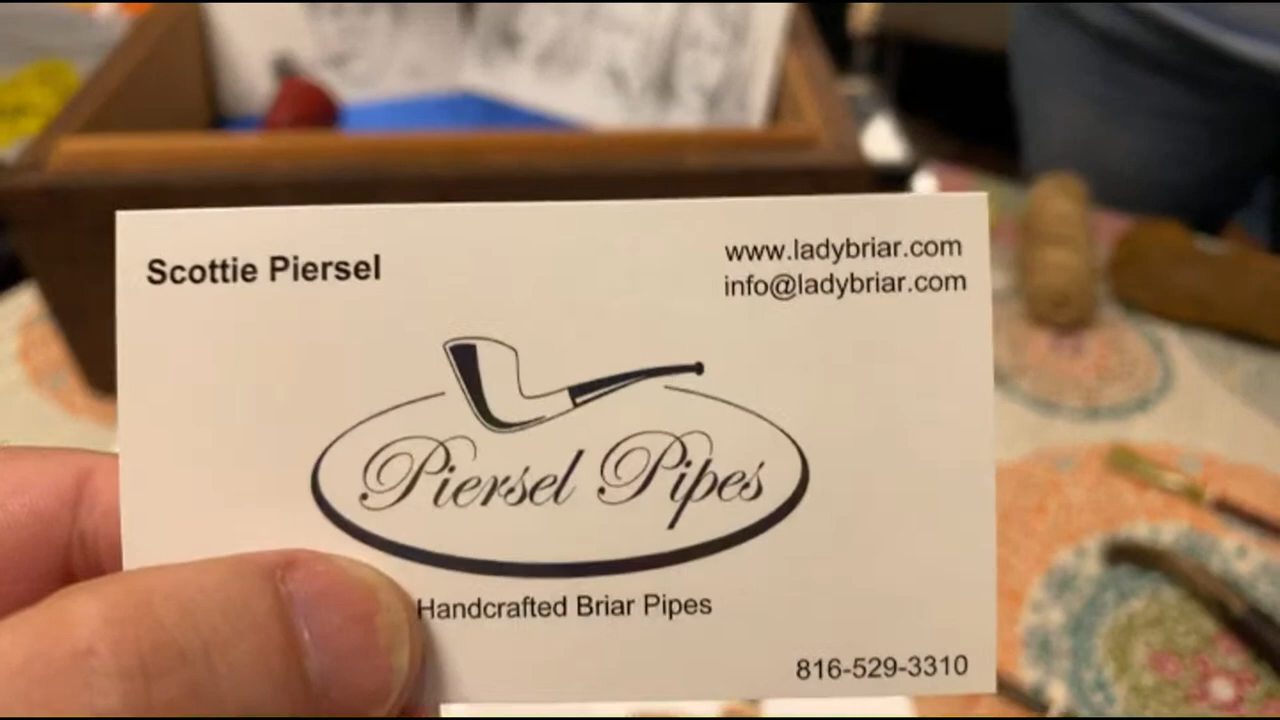 Scottie Piersel
www.ladybriar.com
info@ladybriar.com
Piersel Pipes
Handcrafted Briar Pipes
816-529-3310